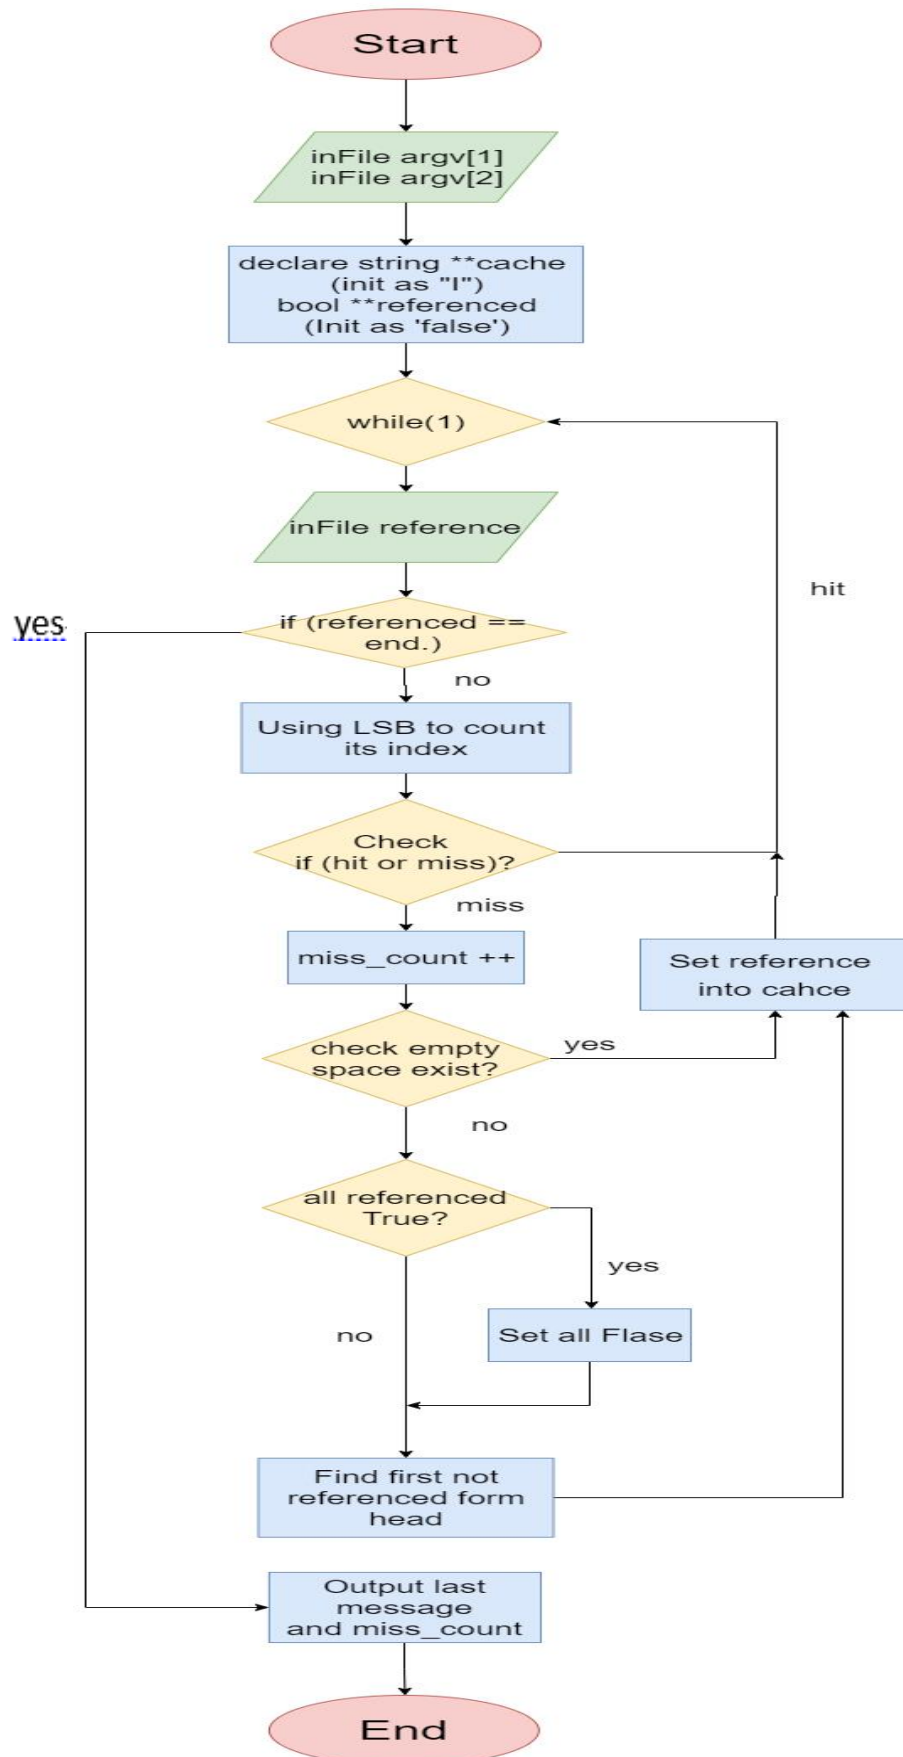 Start
inFile argv[1]
inFile argv[2]
declare string **cache
(init as "I")
bool **referenced
(Init as 'false')
while(1)
inFile reference
hit
yes
if (referenced ==
end.)
no
Using LSB to count
its index
Check
if (hit or miss)?
miss
miss_count ++
Set reference
into cahce
check empty
space exist?
yes
no
all referenced
True?
yes
no
Set all Flase
Find first not
referenced form
head
Output last
message
and miss_count
End